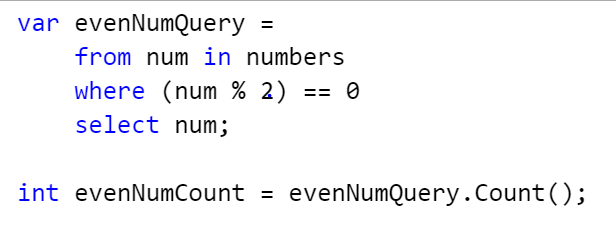 var evenNumQuery =
    from num in numbers
    where (num % 2) == 0
    select num;

int evenNumCount = evenNumQuery.Count();